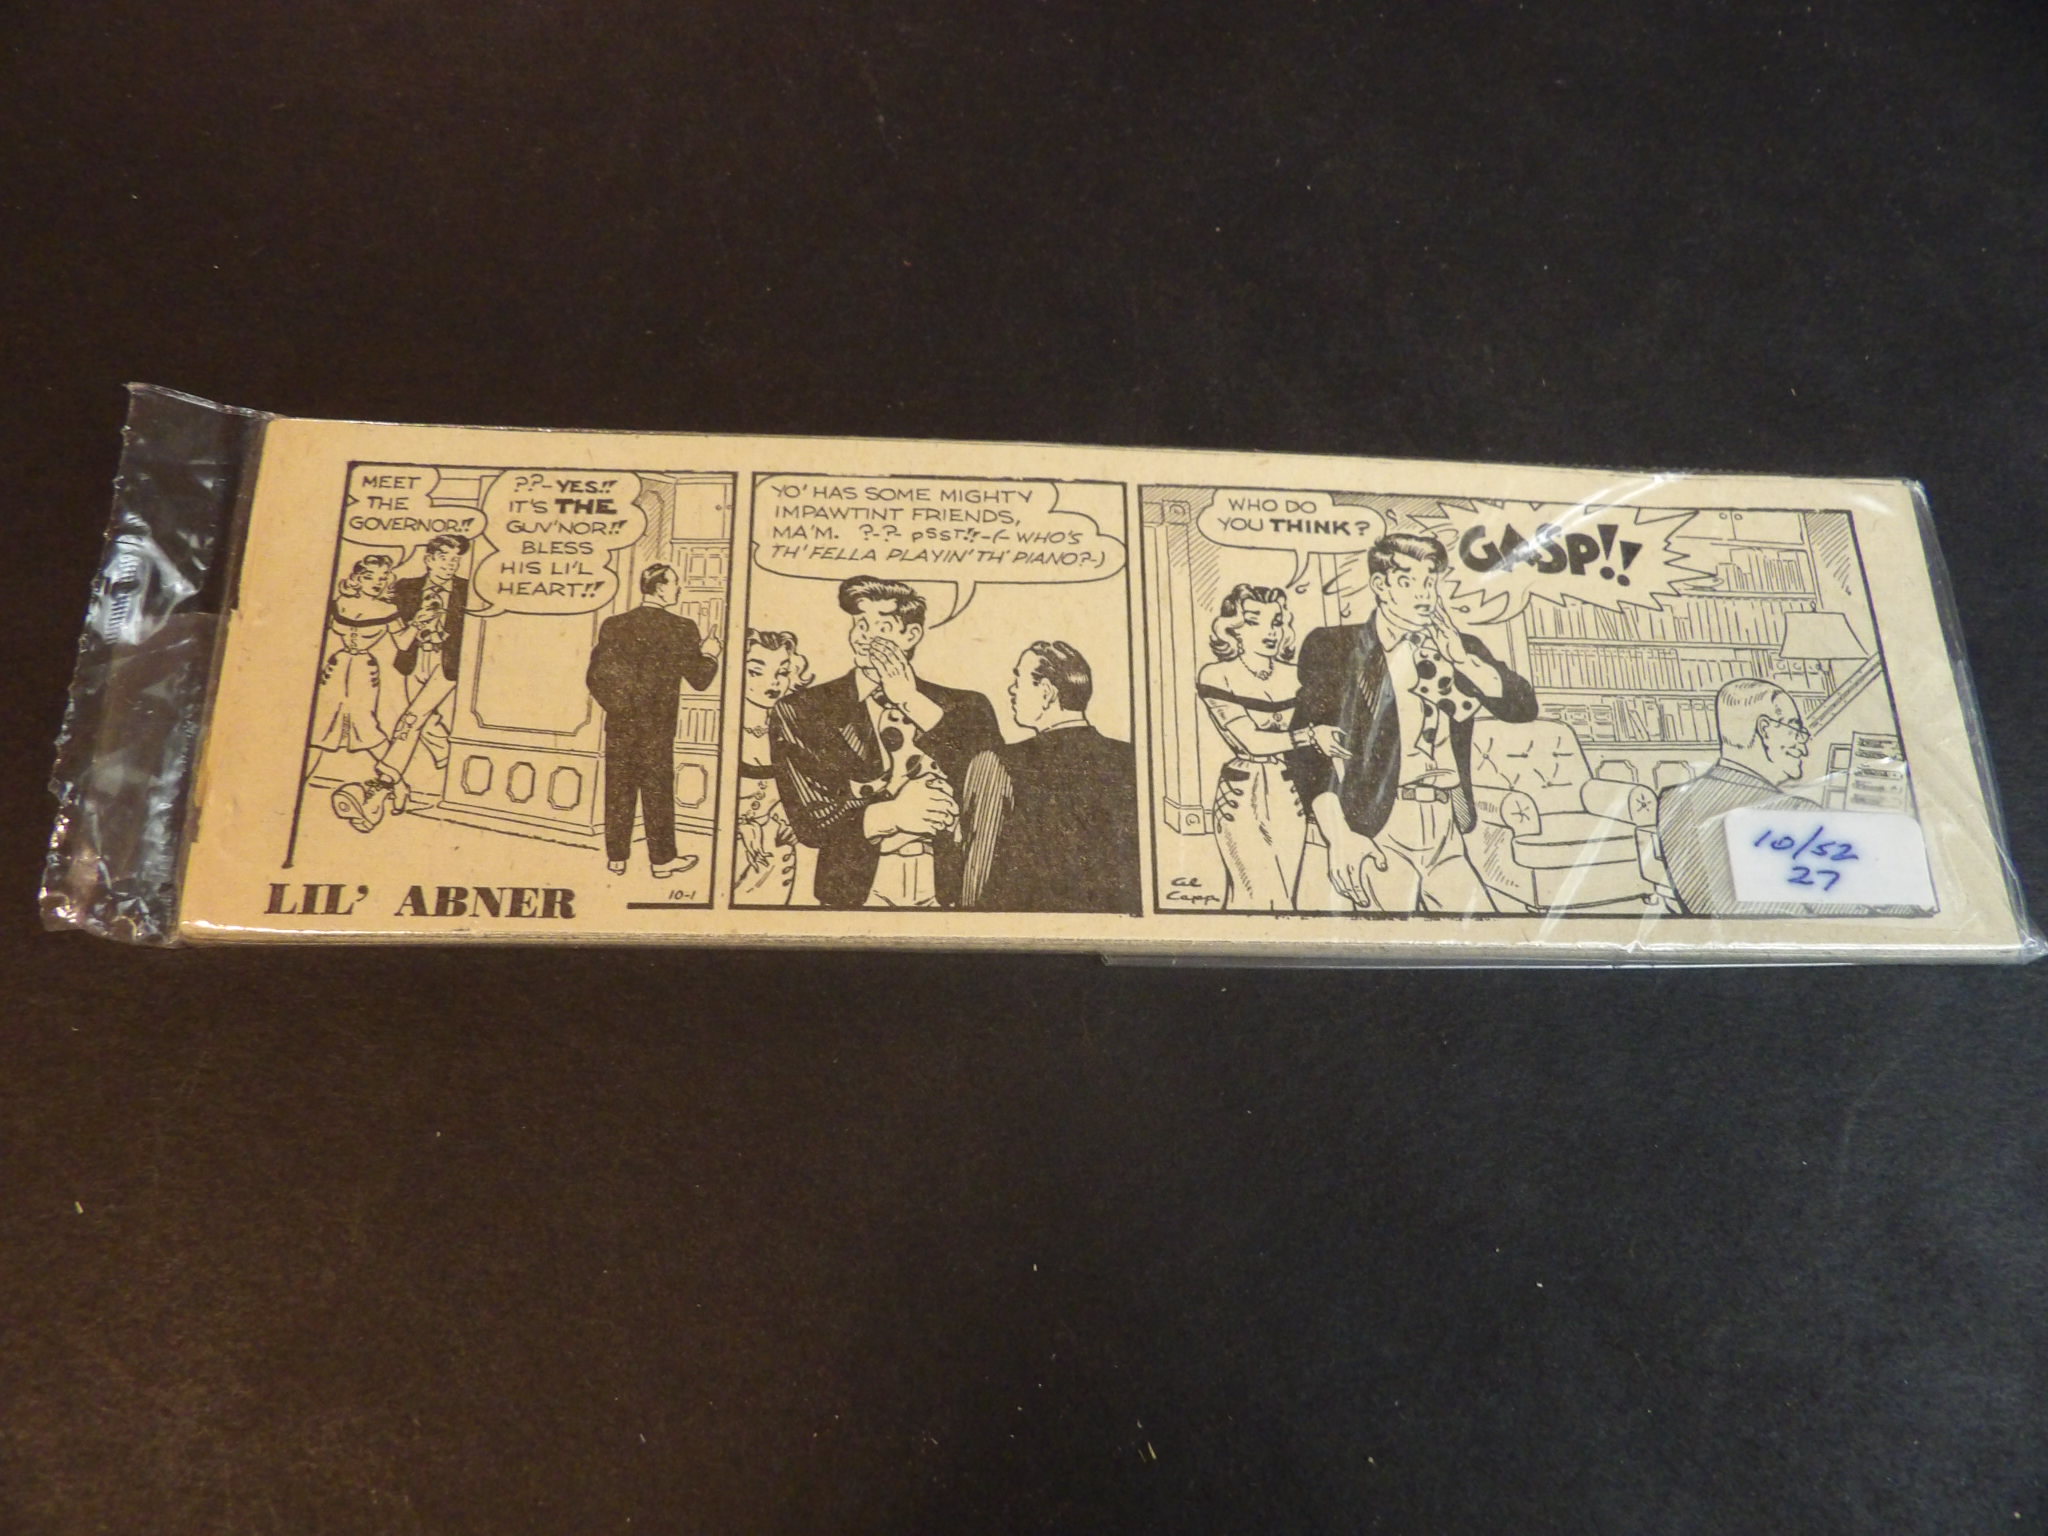 MEET
THE
GOVERNOR!!
??-YES!!
IT'S THE
GUV'NOR!!
BLESS
HIS LI'L
HEART!!
LIL' ABNER
10-1
YO' HAS SOME MIGHTY
IMPAWTINT FRIENDS,
MA'M. ?-?- PSST!!-(- WHO'S
TH' FELLA PLAYIN' TH' PIANO?-)
WHO DO
YOU THINK?
GASP!!
AL
CAPP
10/52
27